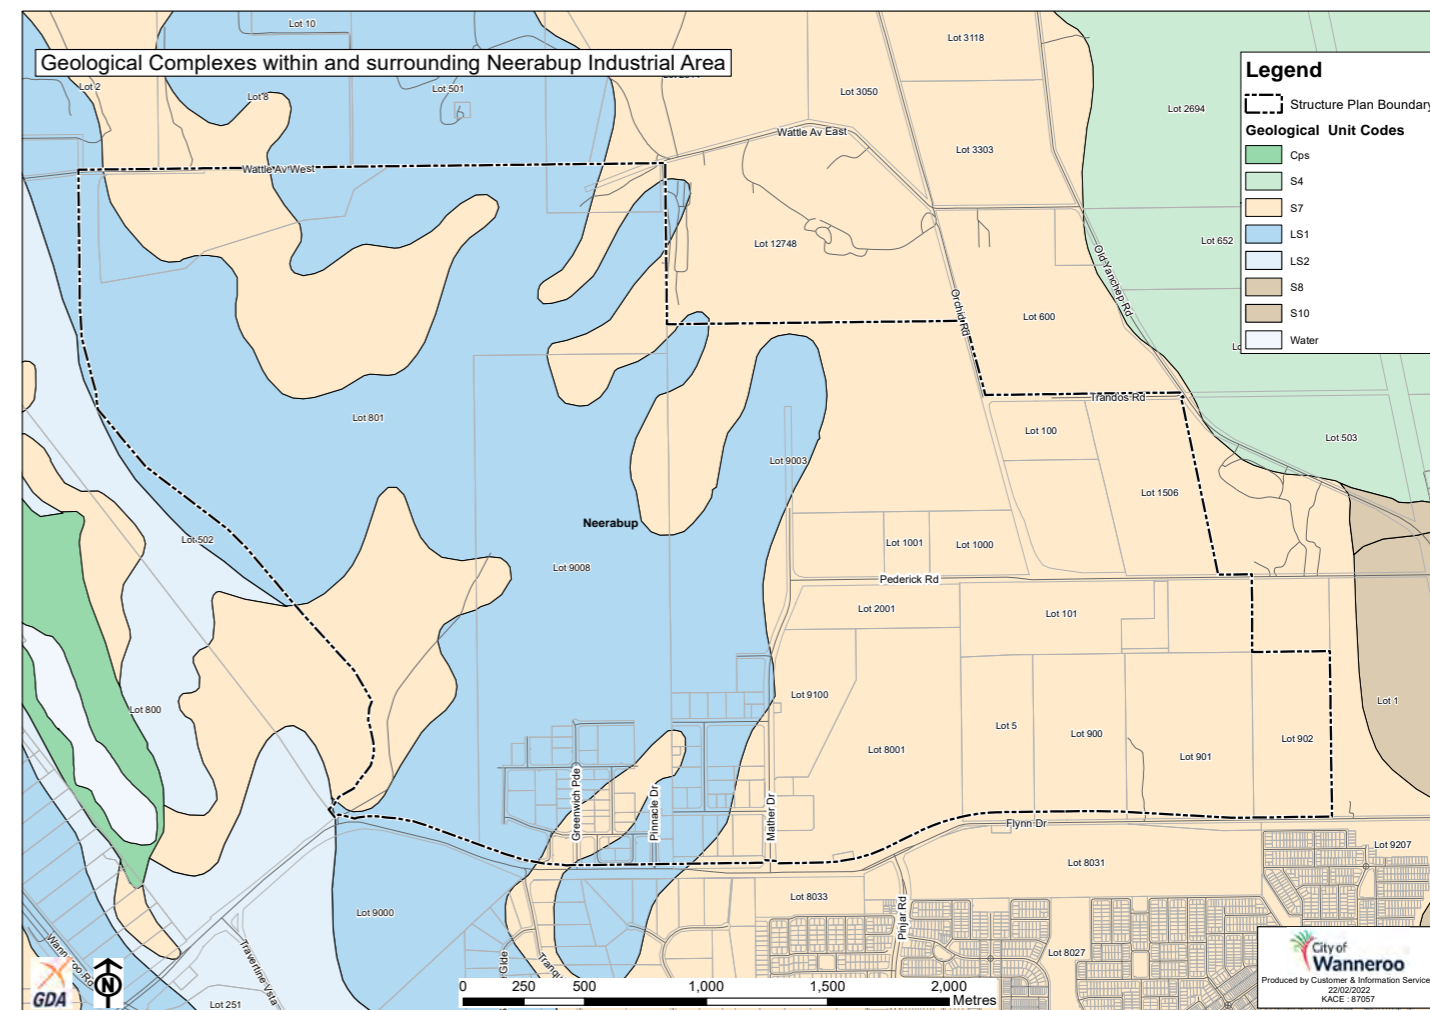 Lot 10
Lot 3118
Geological Complexes within and surrounding Neerabup Industrial Area
Legend
Structure Plan Boundary
Geological Unit Codes
Cps
S4
S7
LS1
LS2
S8
S10
Water
Lot 2
Lot 8
Lot 501
Lot 3050
Lot 2694
Wattle Av East
Lot 3303
Wattle Av West
Lot 12748
Lot 652
Old Yanchep Rd
Orchid Rd
Lot 600
Trandos Rd
Lot 801
Lot 100
Lot 503
Lot 9003
Lot 1506
Neerabup
Lot 502
Lot 1001
Lot 1000
Lot 9008
Pederick Rd
Lot 2001
Lot 101
Lot 800
Lot 9100
Lot 1
Lot 5
Lot 900
Lot 902
Lot 8001
Lot 901
Greenwich Pde
Pinnacle Dr
Mather Dr
Flynn Dr
Lot 9207
Lot 8031
Lot 8033
Lot 9000
Pinjar Rd
Lot 8027
Travertine Vsta
Lot 251
GDA
N
0 250 500 1,000 1,500 2,000
Metres
City of
Wanneroo
Produced by Customer & Information Service
22/02/2022
KACE : 87057